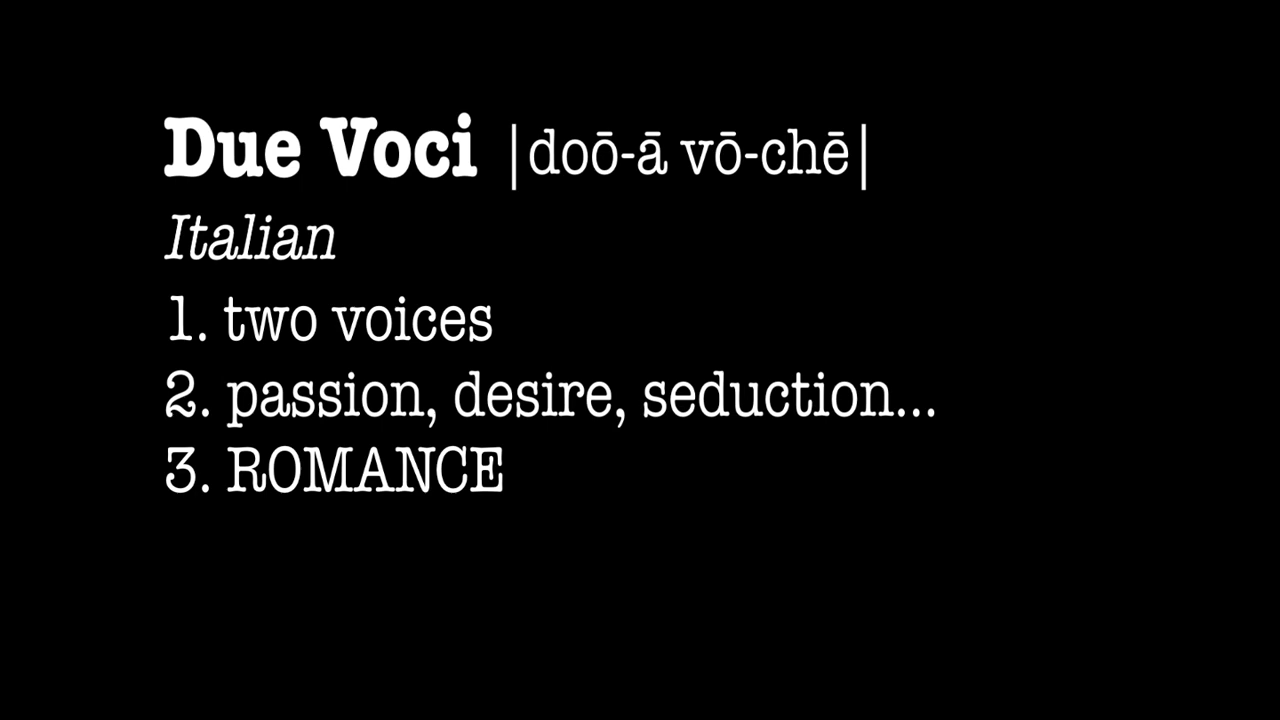 Due Voci |doō-ā vō-chē|
Italian
1. two voices
2. passion, desire, seduction...
3. ROMANCE